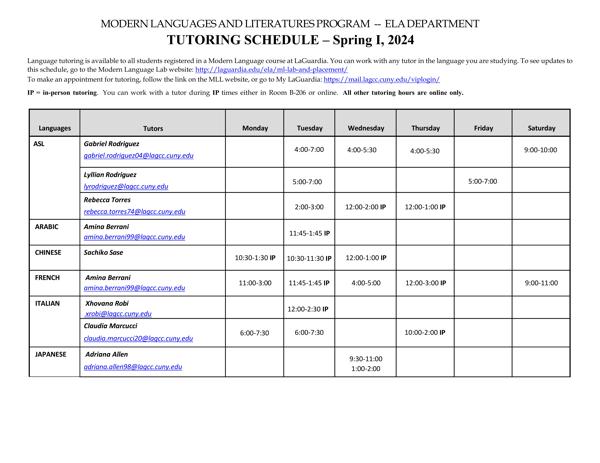 MODERN LANGUAGES AND LITERATURES PROGRAM -- ELA DEPARTMENT
TUTORING SCHEDULE – Spring I, 2024
Language tutoring is available to all students registered in a Modern Language course at LaGuardia. You can work with any tutor in the language you are studying. To see updates to
this schedule, go to the Modern Language Lab website: http://laguardia.edu/ela/ml-lab-and-placement/
To make an appointment for tutoring, follow the link on the MLL website, or go to My LaGuardia: https://mail.lagcc.cuny.edu/viplogin/
IP = in-person tutoring. You can work with a tutor during IP times either in Room B-206 or online. All other tutoring hours are online only.
Languages Tutors Monday Tuesday Wednesday Thursday Friday Saturday
ASL Gabriel Rodriguez 4:00-7:00 4:00-5:30 4:00-5:30 9:00-10:00
gabriel.rodriguez04@lagcc.cuny.edu
Lyllian Rodriguez 5:00-7:00 5:00-7:00
lyrodriguez@lagcc.cuny.edu
Rebecca Torres 2:00-3:00 12:00-2:00 IP 12:00-1:00 IP
rebecca.torres74@lagcc.cuny.edu
ARABIC Amina Berrani 11:45-1:45 IP
amina.berrani99@lagcc.cuny.edu
CHINESE Sachiko Sase 10:30-1:30 IP 10:30-11:30 IP 12:00-1:00 IP
FRENCH Amina Berrani 11:00-3:00 11:45-1:45 IP 4:00-5:00 12:00-3:00 IP 9:00-11:00
amina.berrani99@lagcc.cuny.edu
ITALIAN Xhovana Robi 12:00-2:30 IP
xrobi@lagcc.cuny.edu
Claudia Marcucci 6:00-7:30 6:00-7:30 10:00-2:00 IP
claudia.marcucci20@lagcc.cuny.edu
JAPANESE Adriana Allen 9:30-11:00
adriana.allen98@lagcc.cuny.edu 1:00-2:00